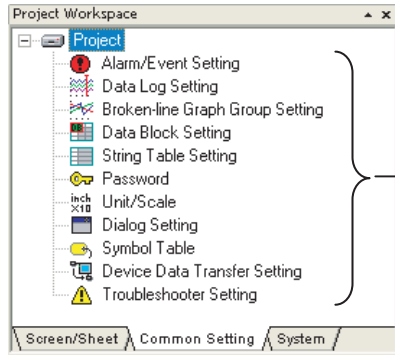 Project Workspace
Project
Alarm/Event Setting
Data Log Setting
Broken-line Graph Group Setting
Data Block Setting
String Table Setting
Password
inch
×10
Unit/Scale
Dialog Setting
Symbol Table
Device Data Transfer Setting
Troubleshooter Setting
Screen/Sheet Common Setting System